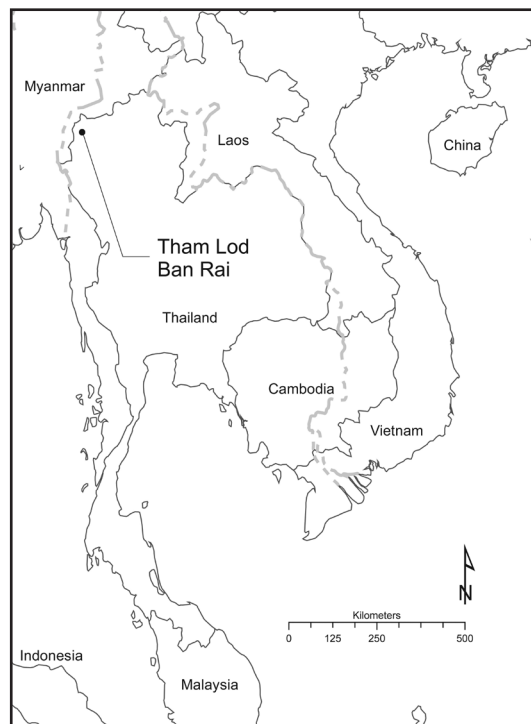 Myanmar
Laos
China
Tham Lod
Ban Rai
Thailand
Cambodia
Vietnam
N
Kilometers
0 125 250 500
Indonesia
Malaysia